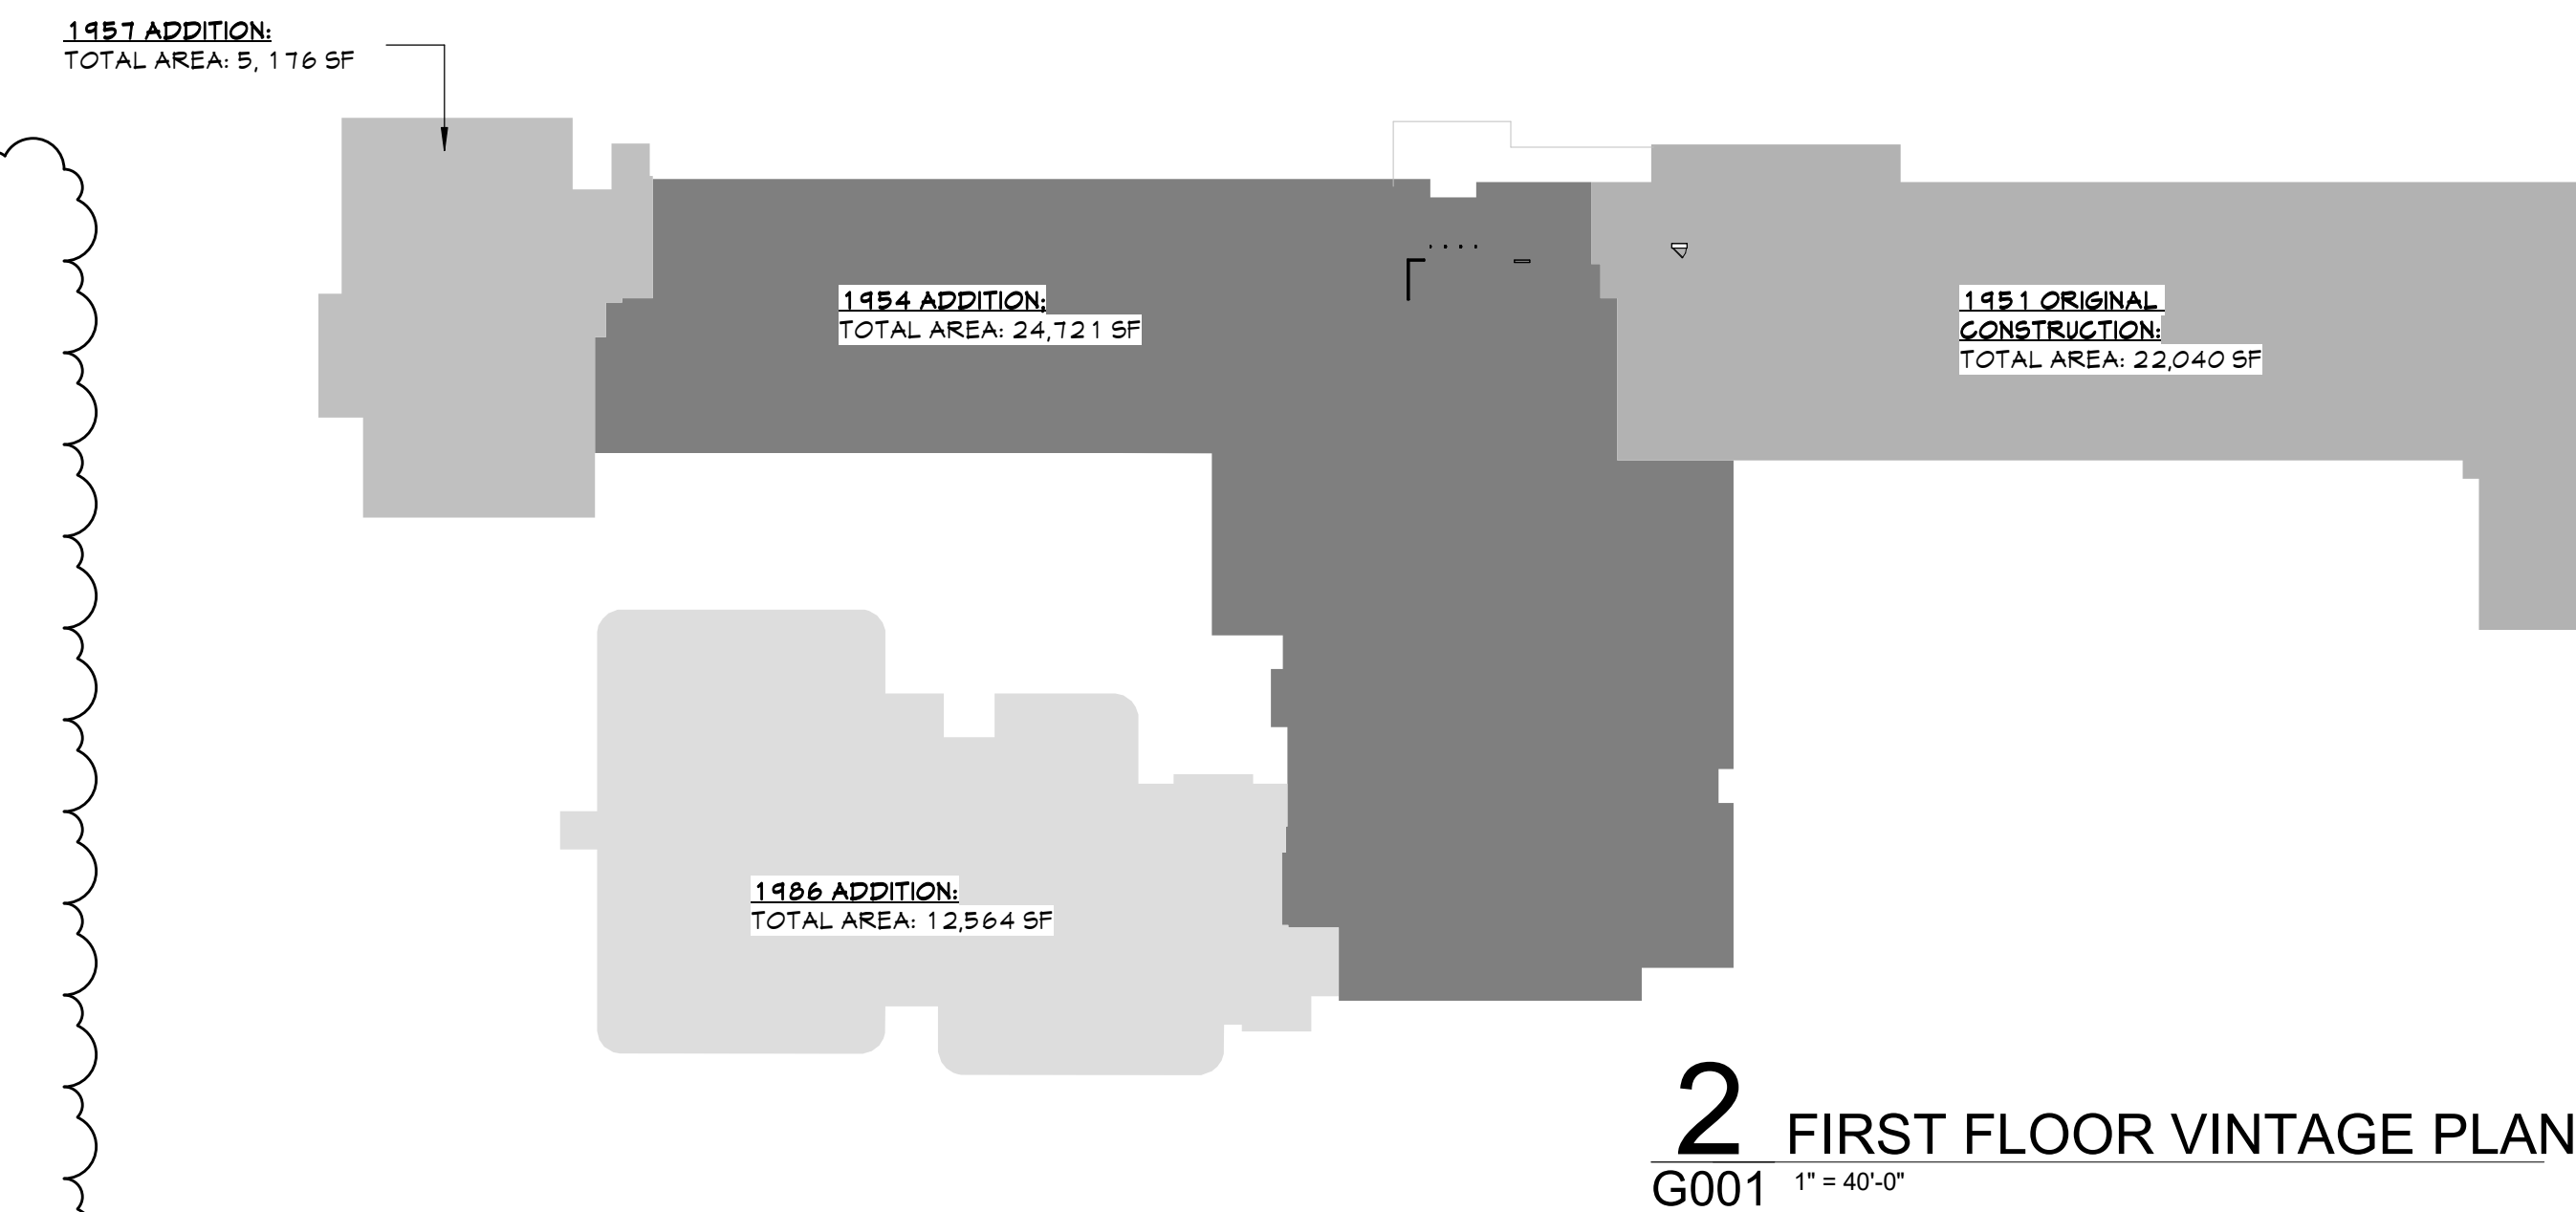 1957 ADDITION:
TOTAL AREA: 5, 176 SF
1954 ADDITION:
TOTAL AREA: 24,721 SF
1951 ORIGINAL
CONSTRUCTION:
TOTAL AREA: 22,040 SF
1986 ADDITION:
TOTAL AREA: 12,564 SF
2 FIRST FLOOR VINTAGE PLAN
G001 1" = 40'-0"